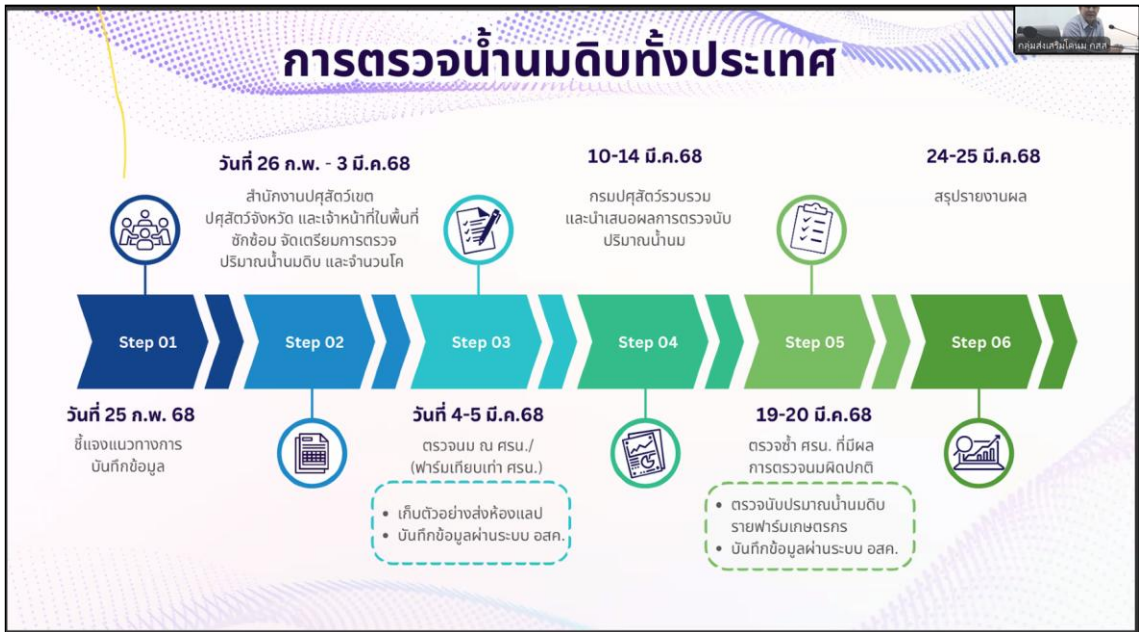 กลุ่มส่งเสริมโคนม กสส
การตรวจน้ำนมดิบทั้งประเทศ
วันที่ 26 ก.พ. - 3 มี.ค.68
สำนักงานปศุสัตว์เขต
ปศุสัตว์จังหวัด และเจ้าหน้าที่ในพื้นที่
ซักซ้อม จัดเตรียมการตรวจ
ปริมาณน้ำนมดิบ และจำนวนโค
10-14 มี.ค.68
กรมปศุสัตว์รวบรวม
และนำเสนอผลการตรวจนับ
ปริมาณน้ำนม
24-25 มี.ค.68
สรุปรายงานผล
Step 01
Step 02
Step 03
Step 04
Step 05
Step 06
วันที่ 25 ก.พ. 68
ชี้แจงแนวทางการ
บันทึกข้อมูล
วันที่ 4-5 มี.ค.68
ตรวจนม ณ ศรน./
(ฟาร์มเทียบเท่า ศรน.)
• เก็บตัวอย่างส่งห้องแลป
• บันทึกข้อมูลผ่านระบบ อสค.
19-20 มี.ค.68
ตรวจซ้ำ ศรน. ที่มีผล
การตรวจนมผิดปกติ
• ตรวจนับปรมาณน้ำนมดิบ
รายฟาร์มเกษตรกร
• บันทึกข้อมูลผ่านระบบ อสค.